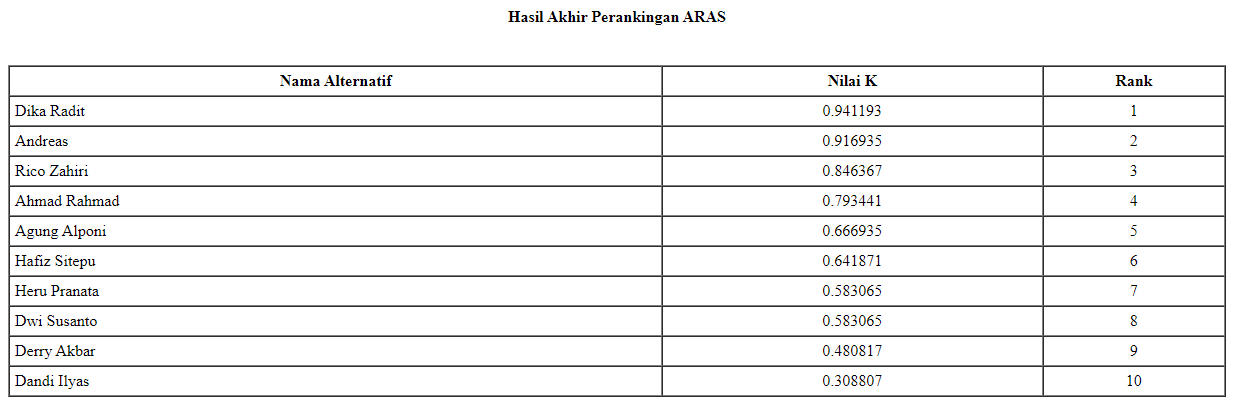 Hasil Akhir Perankingan ARAS
Nama Alternatif Nilai K Rank
Dika Radit 0.941193 1
Andreas 0.916935 2
Rico Zahiri 0.846367 3
Ahmad Rahmad 0.793441 4
Agung Alponi 0.666935 5
Hafiz Sitepu 0.641871 6
Heru Pranata 0.583065 7
Dwi Susanto 0.583065 8
Derry Akbar 0.480817 9
Dandi Ilyas 0.308807 10